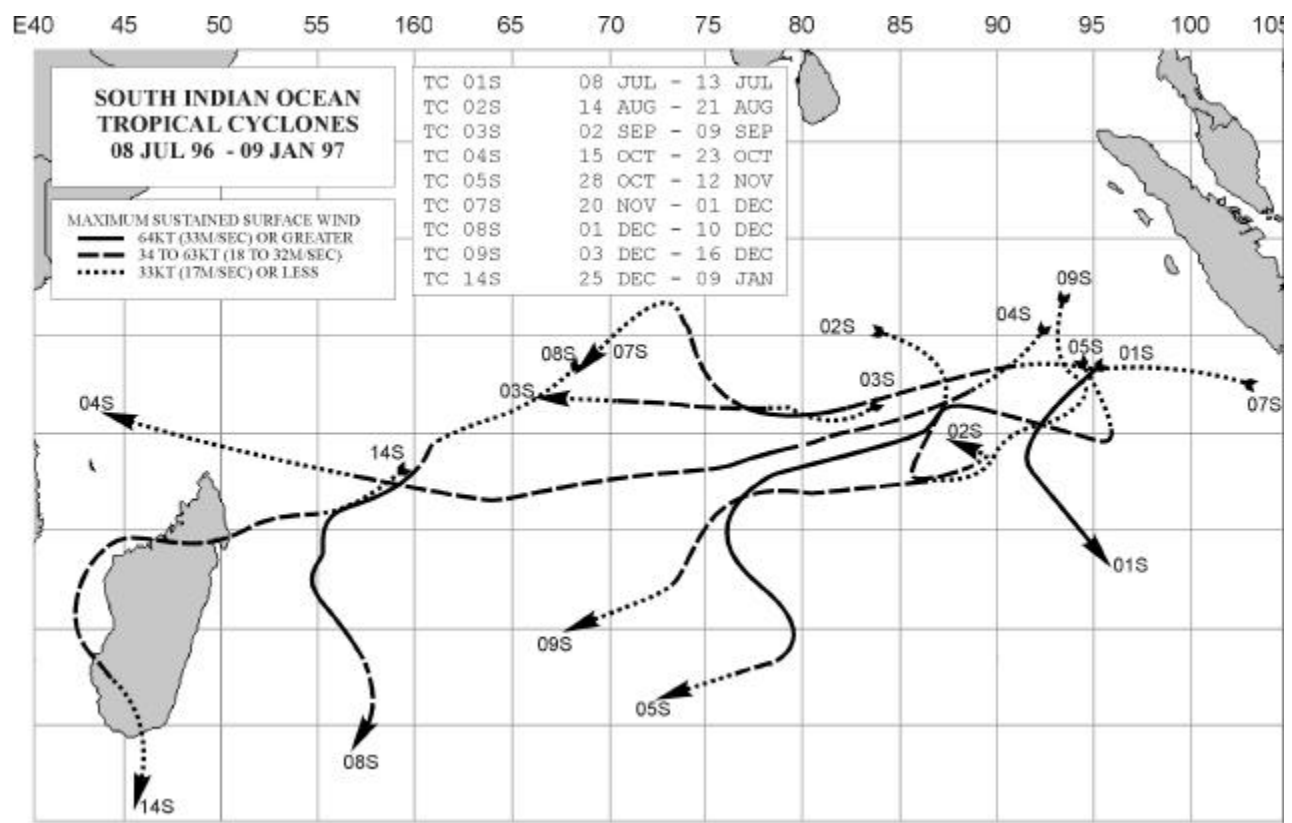 E40 45 50 55 160 65 70 75 80 85 90 95 100 105
SOUTH INDIAN OCEAN
TROPICAL CYCLONES
08 JUL 96 - 09 JAN 97
MAXIMUM SUSTAINED SURFACE WIND
64KT (33M/SEC) OR GREATER
34 TO 63KT (18 TO 32M/SEC)
33KT (17M/SEC) OR LESS
TC 01S 08 JUL - 13 JUL
TC 02S 14 AUG - 21 AUG
TC 03S 02 SEP - 09 SEP
TC 04S 15 OCT - 23 OCT
TC 05S 28 OCT - 12 NOV
TC 07S 20 NOV - 01 DEC
TC 08S 01 DEC - 10 DEC
TC 09S 03 DEC - 16 DEC
TC 14S 25 DEC - 09 JAN
09S
04S
02S
08S
07S
05S
01S
03S
03S
07S
04S
02S
14S
01S
09S
05S
08S
14S